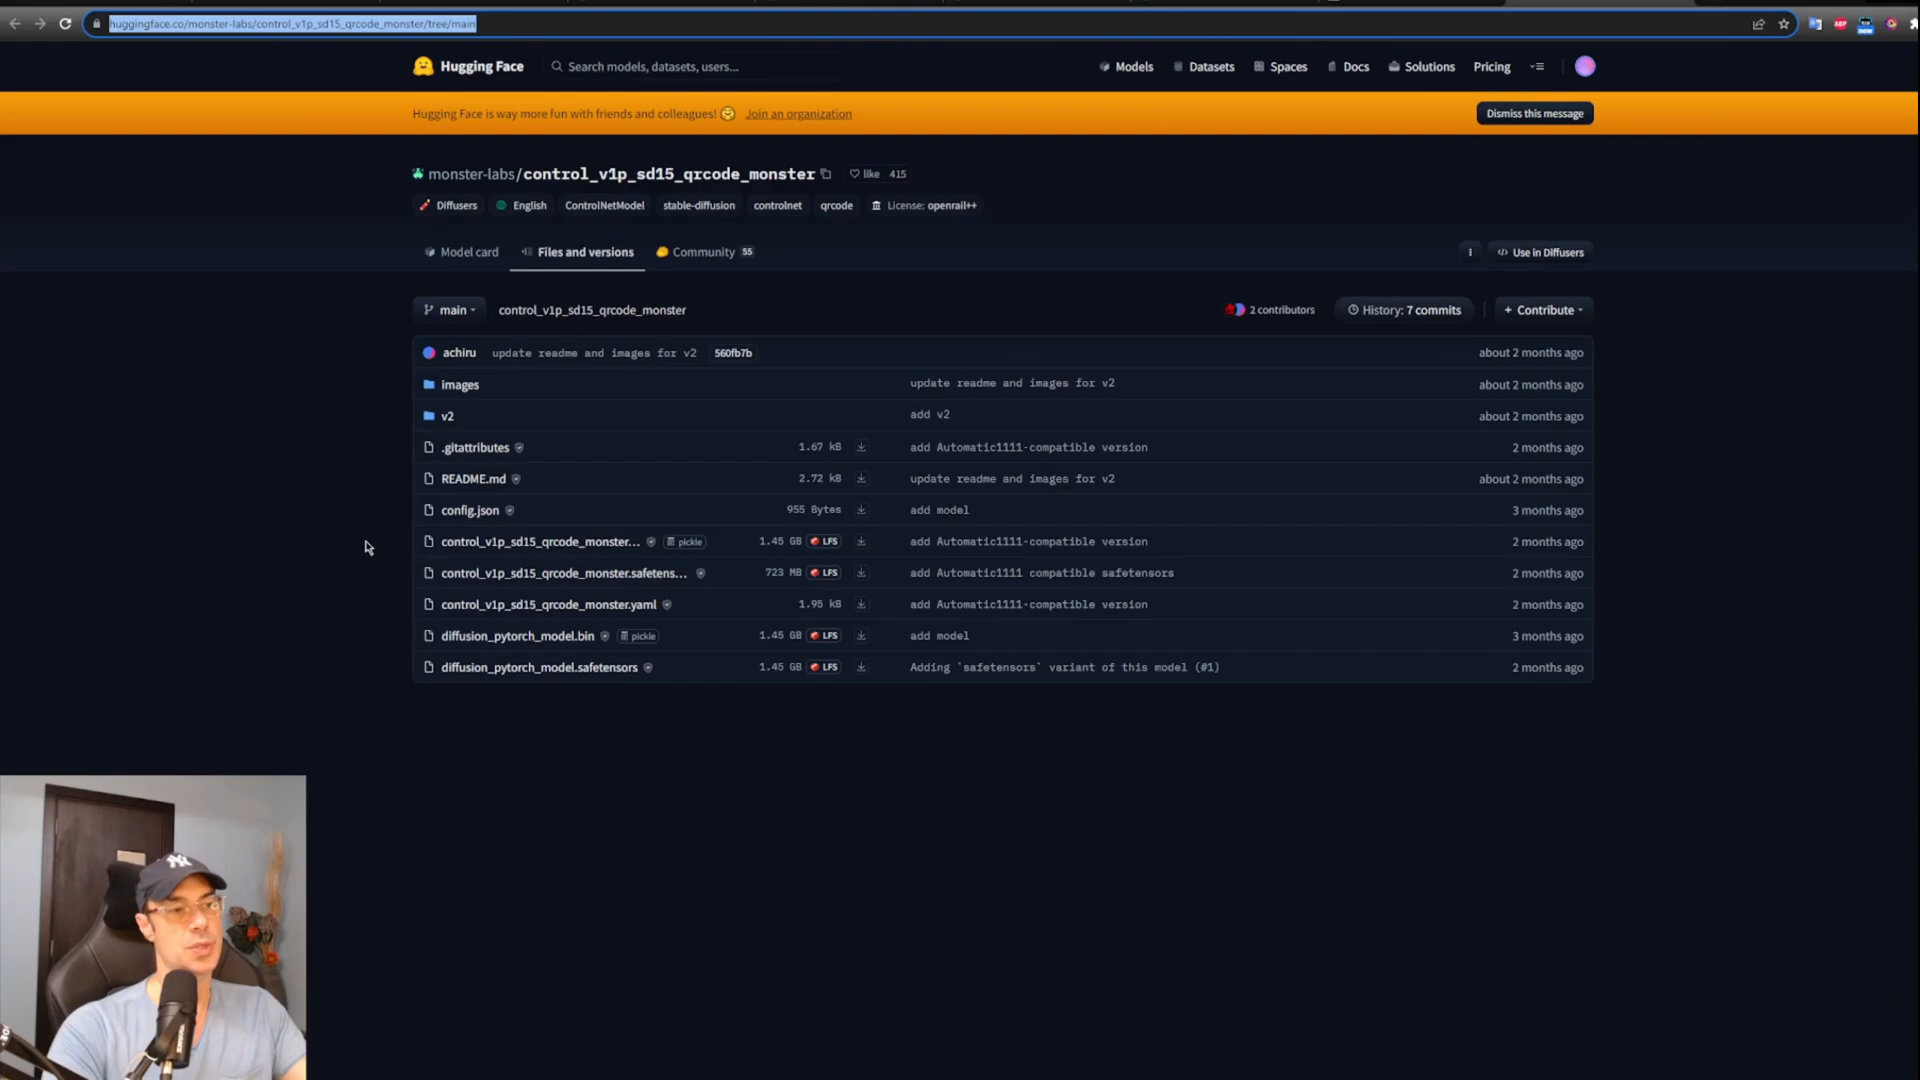 huggingface.co/monster-labs/control_v1p_sd15_qrcode_monster/tree/main
Hugging Face
Search models, datasets, users...
Models
Datasets
Spaces
Docs
Solutions
Pricing
Hugging Face is way more fun with friends and colleagues! Join an organization
Dismiss this message
monster-labs/control_v1p_sd15_qrcode_monster
like 415
Diffusers
English
ControlNetModel
stable-diffusion
controlnet
qrcode
License: openrail++
Model card
Files and versions
Community 55
Use in Diffusers
main
control_v1p_sd15_qrcode_monster
2 contributors
History: 7 commits
+ Contribute
achiru update readme and images for v2 560fb7b about 2 months ago
images update readme and images for v2 about 2 months ago
v2 add v2 about 2 months ago
.gitattributes 1.67 kB add Automatic1111-compatible version 2 months ago
README.md 2.72 kB update readme and images for v2 about 2 months ago
config.json 955 Bytes add model 3 months ago
control_v1p_sd15_qrcode_monster... pickle 1.45 GB LFS add Automatic1111-compatible version 2 months ago
control_v1p_sd15_qrcode_monster.safetens... 723 MB LFS add Automatic1111 compatible safetensors 2 months ago
control_v1p_sd15_qrcode_monster.yaml 1.95 kB add Automatic1111-compatible version 2 months ago
diffusion_pytorch_model.bin pickle 1.45 GB LFS add model 3 months ago
diffusion_pytorch_model.safetensors 1.45 GB LFS Adding `safetensors` variant of this model (#1) 2 months ago